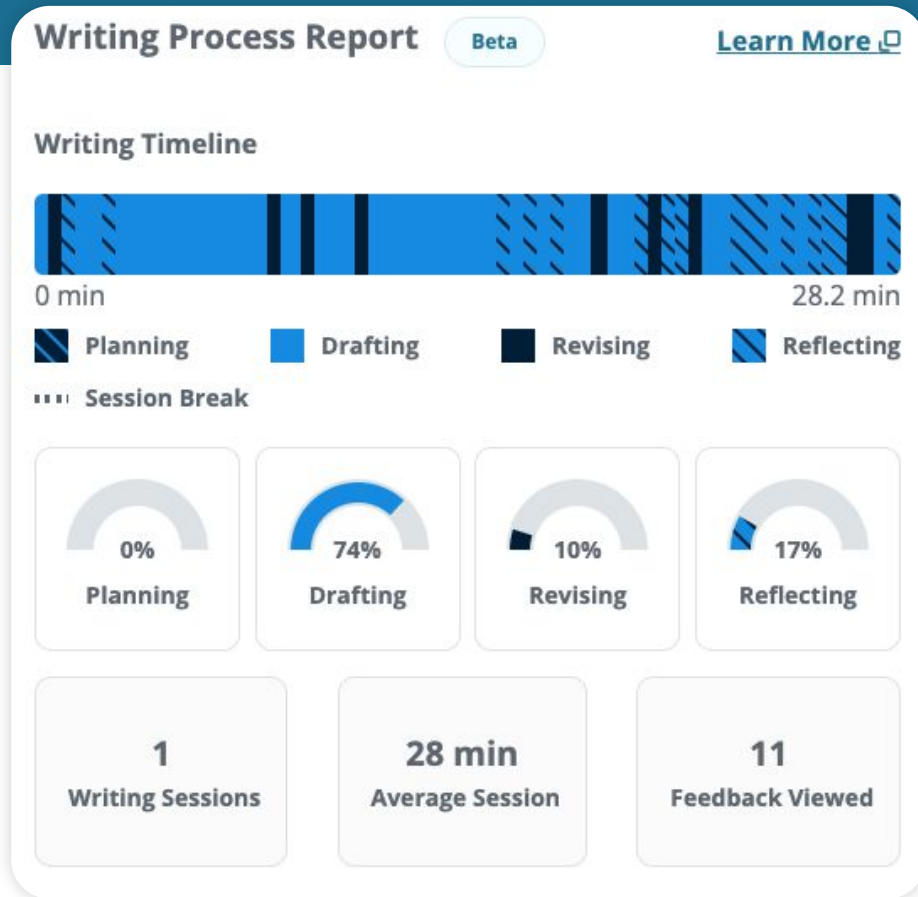 Writing Process Report Beta Learn More
Writing Timeline
0 min 28.2 min
Planning Drafting Revising Reflecting
Session Break
0% 74% 10% 17%
Planning Drafting Revising Reflecting
1 28 min 11
Writing Sessions Average Session Feedback Viewed